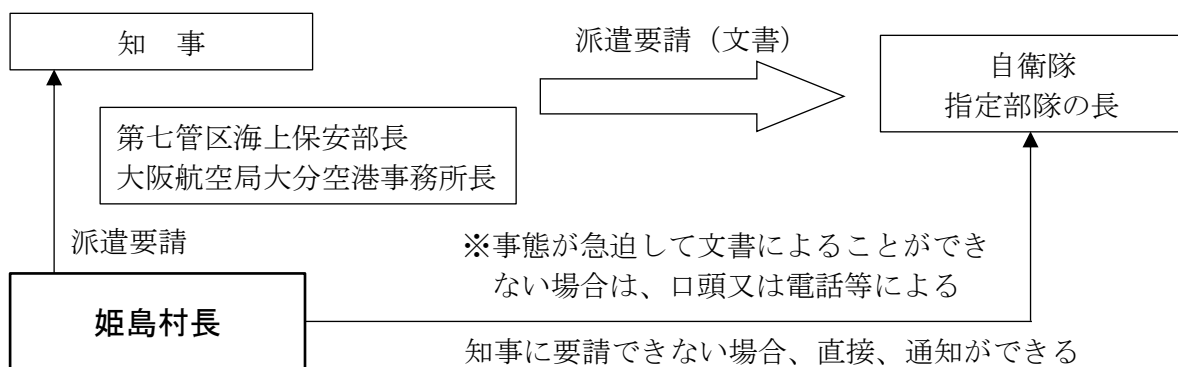 知　事
派遣要請（文書）
自衛隊
指定部隊の長
第七管区海上保安部長
大阪航空局大分空港事務所長
派遣要請
※事態が急迫して文書によることができ
ない場合は、口頭又は電話等による
姫島村長
知事に要請できない場合、直接、通知ができる